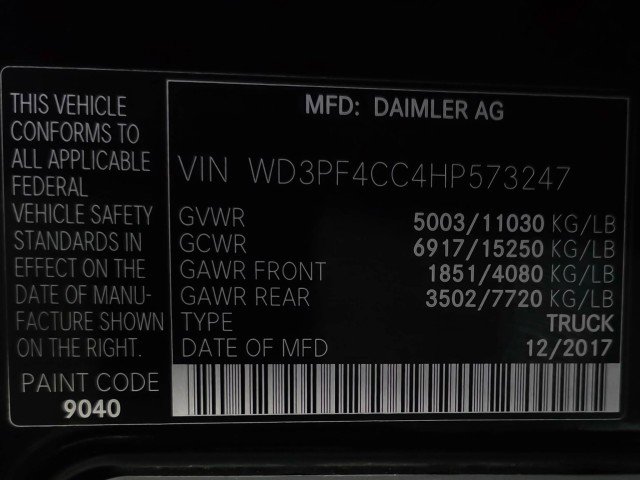 THIS VEHICLE
CONFORMS TO
ALL APPLICABLE
FEDERAL
VEHICLE SAFETY
STANDARDS IN
EFFECT ON THE
DATE OF MANU-
FACTURE SHOWN
ON THE RIGHT.
PAINT CODE
9040
MFD: DAIMLER AG
VIN WD3PF4CC4HP573247
GVWR 5003/11030 KG/LB
GCWR 6917/15250 KG/LB
GAWR FRONT 1851/4080 KG/LB
GAWR REAR 3502/7720 KG/LB
TYPE TRUCK
DATE OF MFD 12/2017